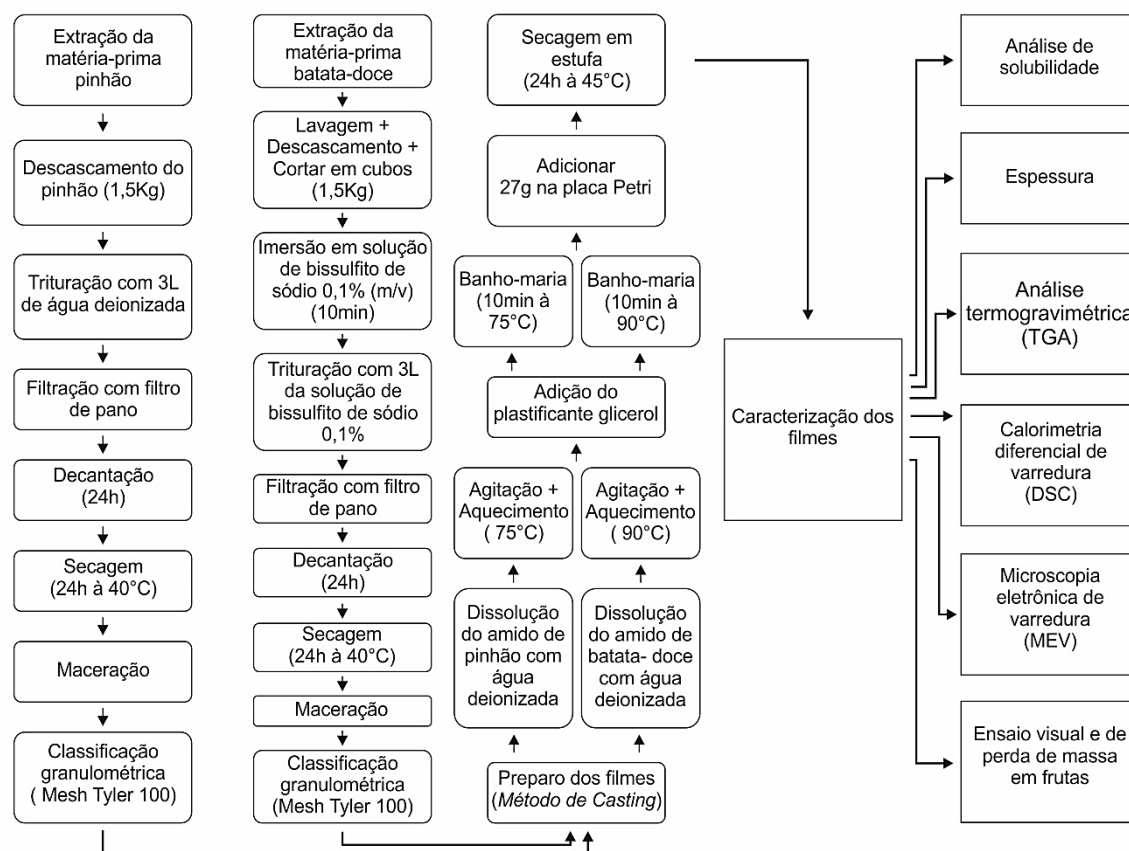 Extração da
matéria-prima
pinhão
Descascamento do
pinhão (1,5Kg)
Trituração com 3L
de água deionizada
Filtração com filtro
de pano
Decantação
(24h)
Secagem
(24h à 40°C)
Maceração
Classificação
granulométrica
( Mesh Tyler 100)
Extração da
matéria-prima
batata-doce
Lavagem +
Descascamento +
Cortar em cubos
(1,5Kg)
Imersão em solução
de bissulfito de
sódio 0,1% (m/v)
(10min)
Trituração com 3L
da solução de
bissulfito de sódio
0,1%
Filtração com filtro
de pano
Decantação
(24h)
Secagem
(24h à 40°C)
Maceração
Classificação
granulométrica
(Mesh Tyler 100)
Preparo dos filmes
(Método de Casting)
Dissolução
do amido de
pinhão com
água
deionizada
Dissolução
do amido de
batata- doce
com água
deionizada
Agitação +
Aquecimento
( 75°C)
Agitação +
Aquecimento
( 90°C)
Adição do
plastificante glicerol
Banho-maria
(10min à
75°C)
Banho-maria
(10min à
90°C)
Adicionar
27g na placa Petri
Secagem em
estufa
(24h à 45°C)
Caracterização dos
filmes
Análise de
solubilidade
Espessura
Análise
termogravimétrica
(TGA)
Calorimetria
diferencial de
varredura
(DSC)
Microscopia
eletrônica de
varredura
(MEV)
Ensaio visual e de
perda de massa
em frutas